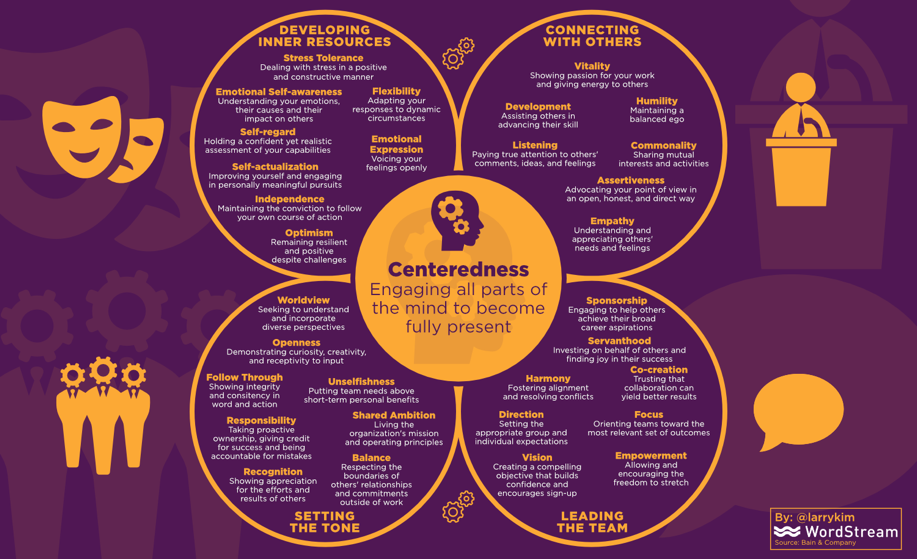 DEVELOPING
INNER RESOURCES
Stress Tolerance
Dealing with stress in a positive
and constructive manner
Emotional Self-awareness
Understanding your emotions,
their causes and their
impact on others
Flexibility
Adapting your
responses to dynamic
circumstances
Self-regard
Holding a confident yet realistic
assessment of your capabilities
Emotional
Expression
Voicing your
feelings openly
Self-actualization
Improving yourself and engaging
in personally meaningful pursuits
Independence
Maintaining the conviction to follow
your own course of action
Optimism
Remaining resilient
and positive
despite challenges
CONNECTING
WITH OTHERS
Vitality
Showing passion for your work
and giving energy to others
Development
Assisting others in
advancing their skill
Humility
Maintaining a
balanced ego
Listening
Paying true attention to others'
comments, ideas, and feelings
Commonality
Sharing mutual
interests and activities
Assertiveness
Advocating your point of view in
an open, honest, and direct way
Empathy
Understanding and
appreciating others'
needs and feelings
Centeredness
Engaging all parts of
the mind to become
fully present
Worldview
Seeking to understand
and incorporate
diverse perspectives
Openness
Demonstrating curiosity, creativity,
and receptivity to input
Follow Through
Showing integrity
and consitency in
word and action
Unselfishness
Putting team needs above
short-term personal benefits
Responsibility
Taking proactive
ownership, giving credit
for success and being
accountable for mistakes
Shared Ambition
Living the
organization's mission
and operating principles
Recognition
Showing appreciation
for the efforts and
results of others
Balance
Respecting the
boundaries of
others' relationships
and commitments
outside of work
SETTING
THE TONE
Sponsorship
Engaging to help others
achieve their broad
career aspirations
Servanthood
Investing on behalf of others and
finding joy in their success
Harmony
Fostering alignment
and resolving conflicts
Co-creation
Trusting that
collaboration can
yield better results
Direction
Setting the
appropriate group and
individual expectations
Focus
Orienting teams toward the
most relevant set of outcomes
Vision
Creating a compelling
objective that builds
confidence and
encourages sign-up
Empowerment
Allowing and
encouraging the
freedom to stretch
LEADING
THE TEAM
By: @larrykim
WordStream
Source: Bain & Company